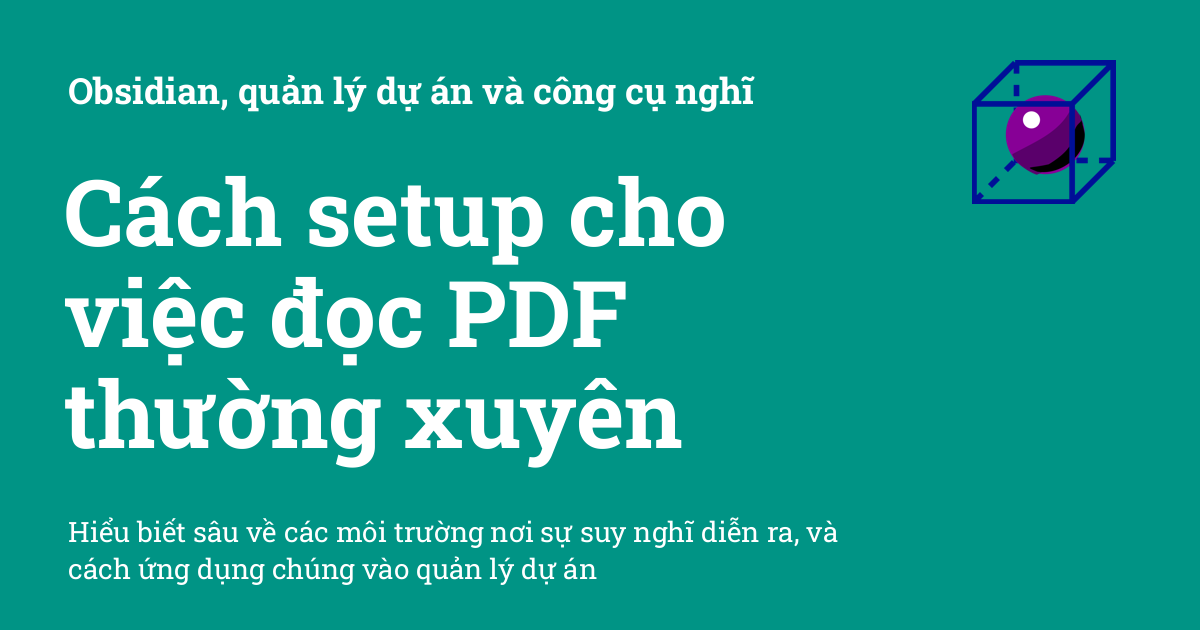 Obsidian, quản lý dự án và công cụ nghĩ
Cách setup cho
việc đọc PDF
thường xuyên
Hiểu biết sâu về các môi trường nơi sự suy nghĩ diễn ra, và
cách ứng dụng chúng vào quản lý dự án